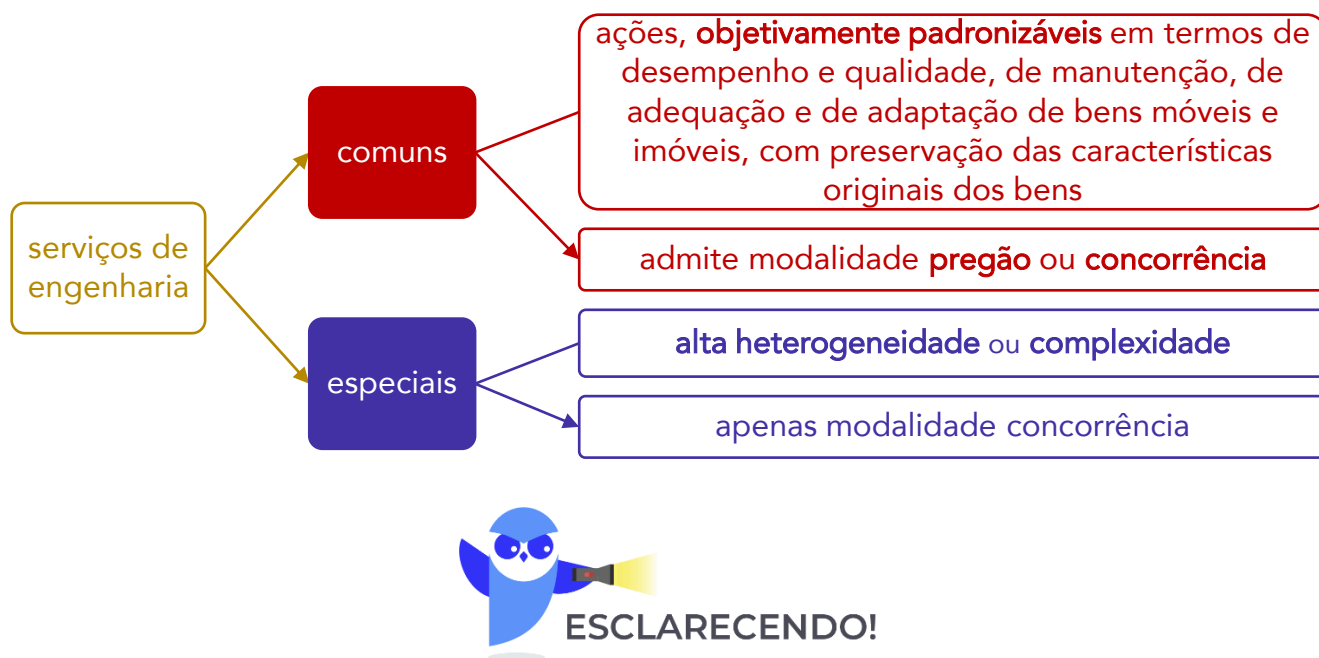 serviços de
engenharia
comuns
ações, objetivamente padronizáveis em termos de
desempenho e qualidade, de manutenção, de
adequação e de adaptação de bens móveis e
imóveis, com preservação das características
originais dos bens
admite modalidade pregão ou concorrência
especiais
alta heterogeneidade ou complexidade
apenas modalidade concorrência
ESCLARECENDO!